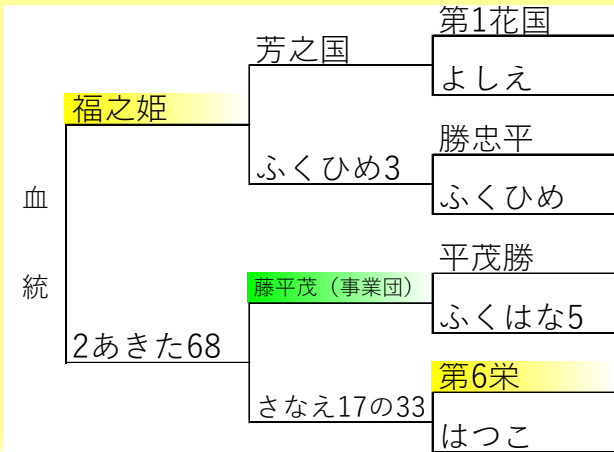 第1花国
芳之国
よしえ
福之姫
勝忠平
ふくひめ3
ふくひめ
血統
平茂勝
藤平茂（事業団）
ふくはな5
2あきた68
第6栄
さなえ17の33
はつこ